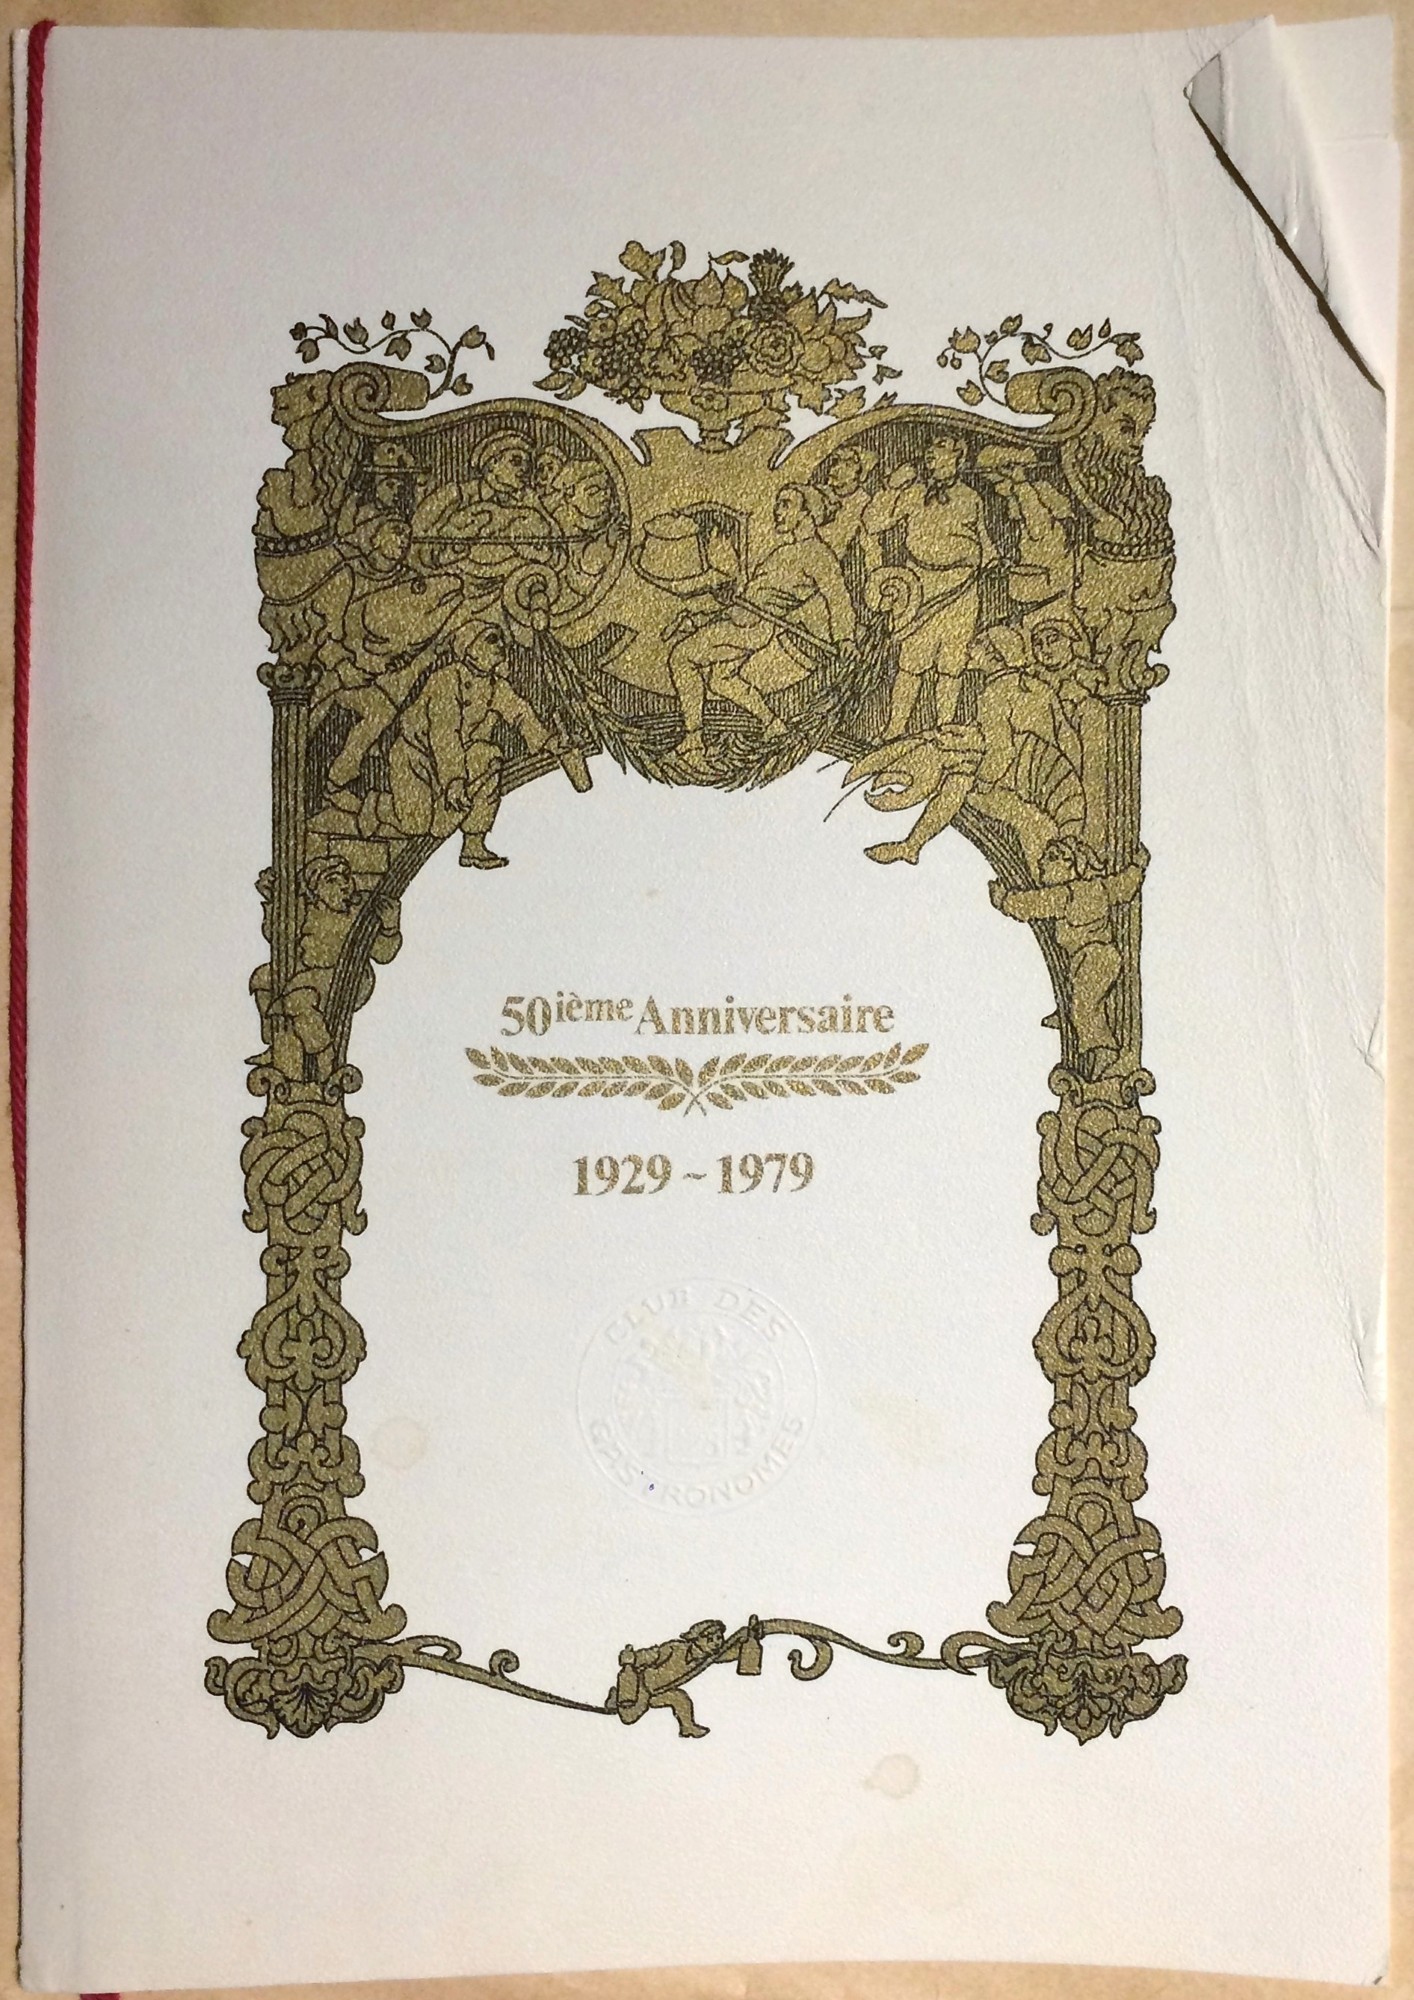 50ième Anniversaire
1929 ~ 1979
CLUB DES
GASTRONOMES